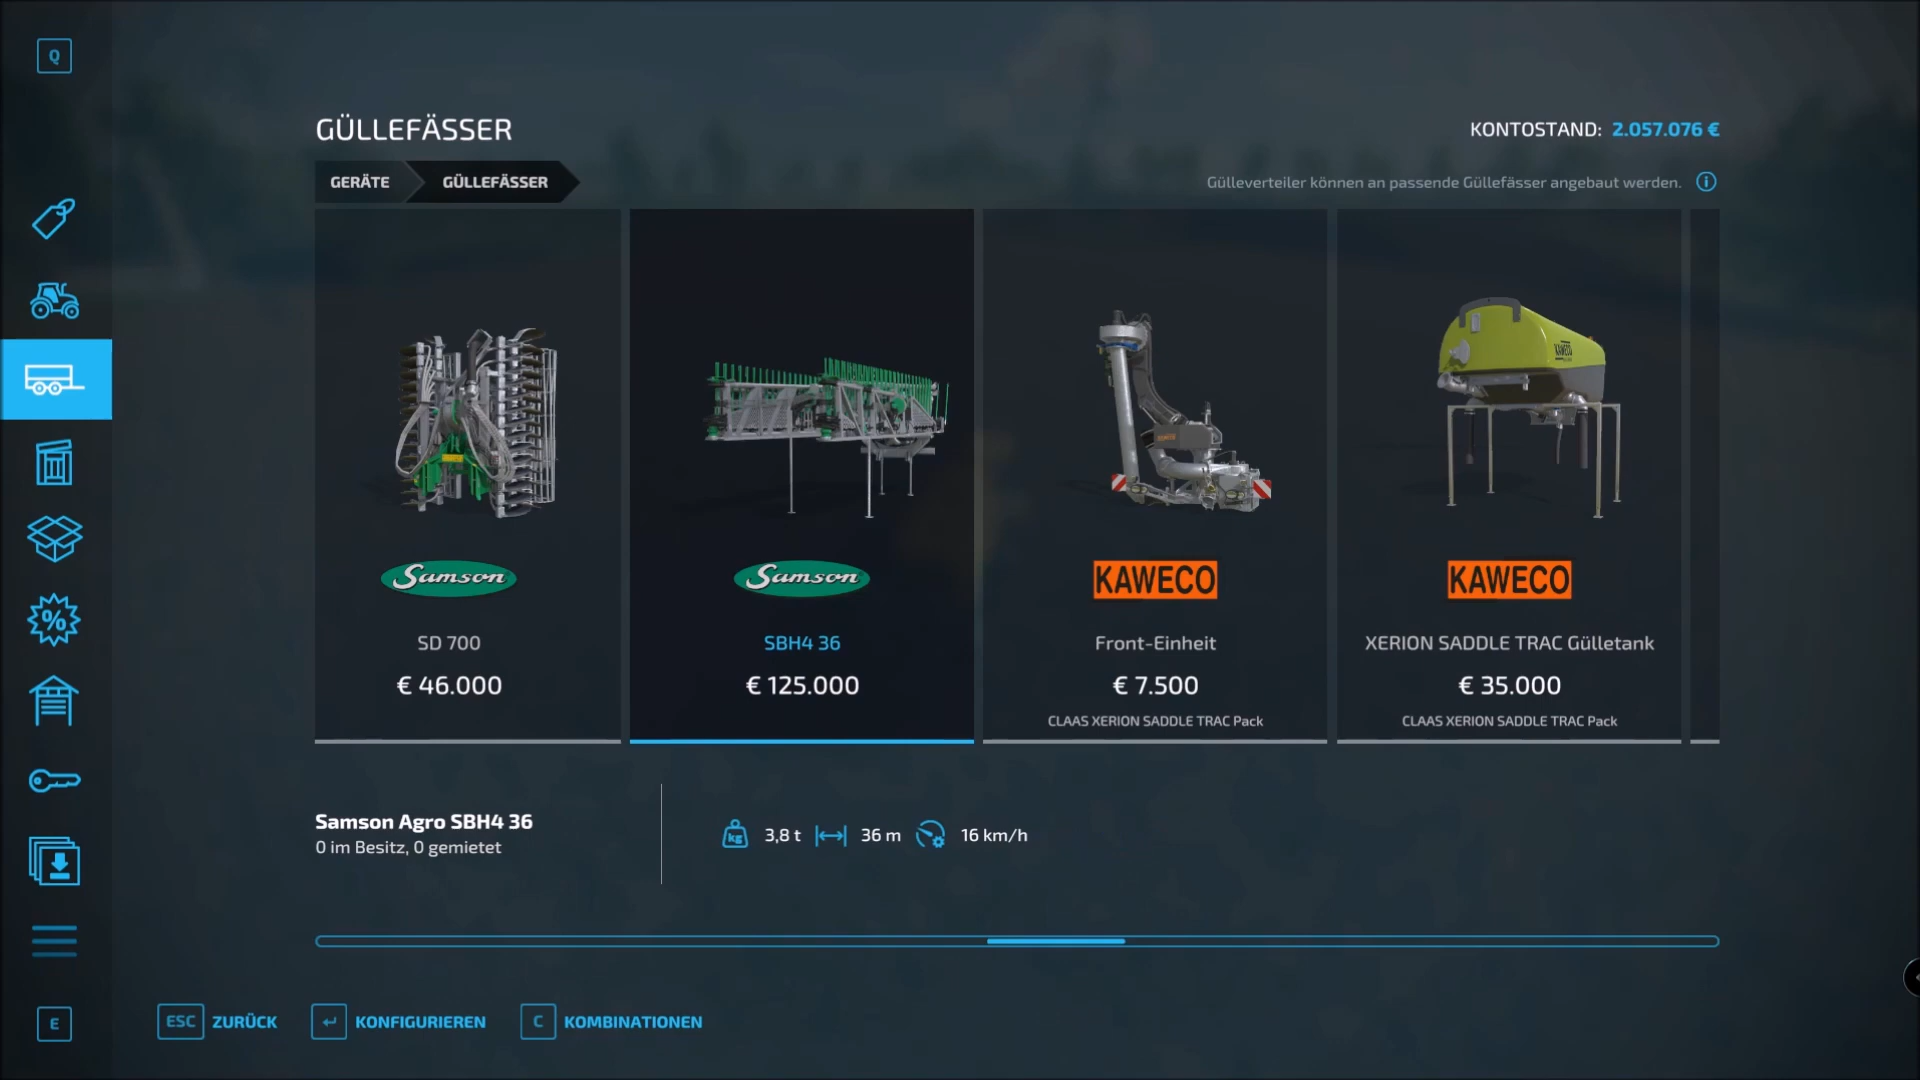 Q
GÜLLEFÄSSER
KONTOSTAND: 2.057.076 €
GERÄTE
GÜLLEFÄSSER
Gülleverteiler können an passende Güllefässer angebaut werden.
Samson
SD 700
€ 46.000
Samson
SBH4 36
€ 125.000
KAWECO
Front-Einheit
€ 7.500
CLAAS XERION SADDLE TRAC Pack
KAWECO
KAWECO
XERION SADDLE TRAC Gülletank
€ 35.000
CLAAS XERION SADDLE TRAC Pack
%
Samson Agro SBH4 36
0 im Besitz, 0 gemietet
kg 3,8 t 36 m 16 km/h
E
ESC ZURÜCK
KONFIGURIEREN
C KOMBINATIONEN